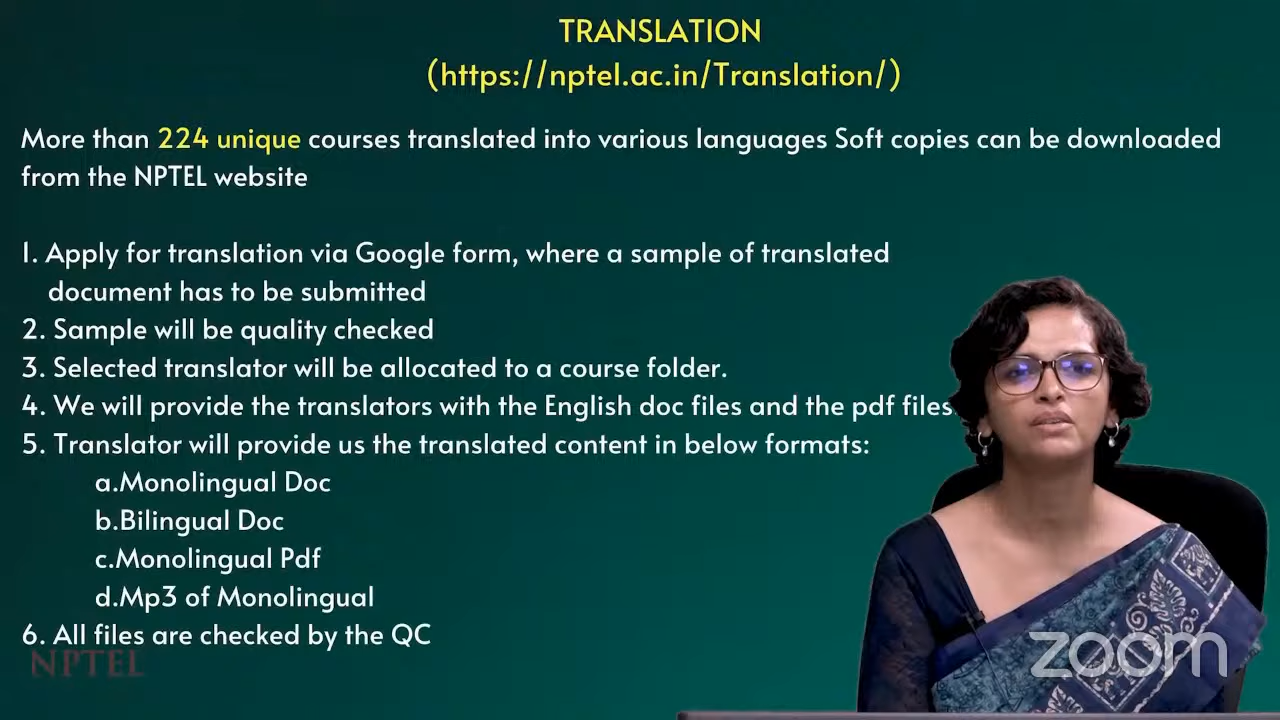 TRANSLATION
(https://nptel.ac.in/Translation/)
More than 224 unique courses translated into various languages Soft copies can be downloaded
from the NPTEL website
1. Apply for translation via Google form, where a sample of translated
document has to be submitted
2. Sample will be quality checked
3. Selected translator will be allocated to a course folder.
4. We will provide the translators with the English doc files and the pdf files
5. Translator will provide us the translated content in below formats:
a.Monolingual Doc
b.Bilingual Doc
c.Monolingual Pdf
d.Mp3 of Monolingual
6. All files are checked by the QC
NPTEL
zoom